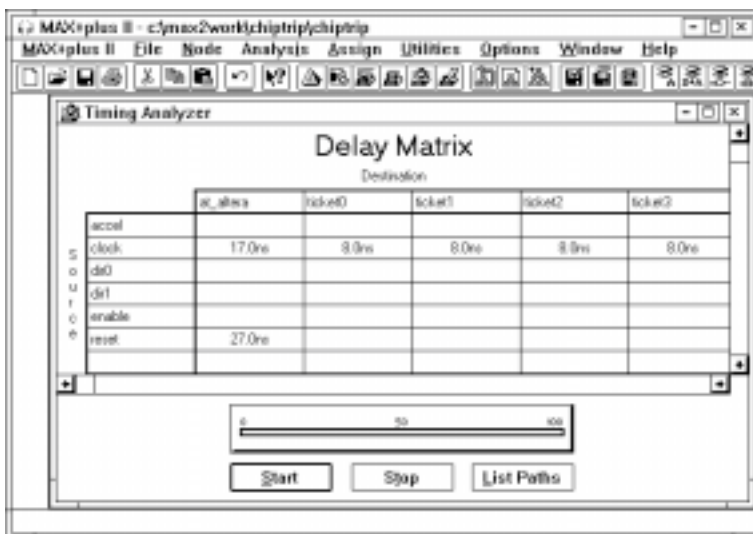 MAX+plus II - c:\max2work\chiptrip\chiptrip
MAX+plus II File Node Analysis Assign Utilities Options Window Help
Timing Analyzer
Delay Matrix
Destination
at_altera ticket0 ticket1 ticket2 ticket3
Source
accel
clock 17.0ns 8.0ns 8.0ns 8.0ns 8.0ns
dir0
dir1
enable
reset 27.0ns
0 50 100
Start Stop List Paths